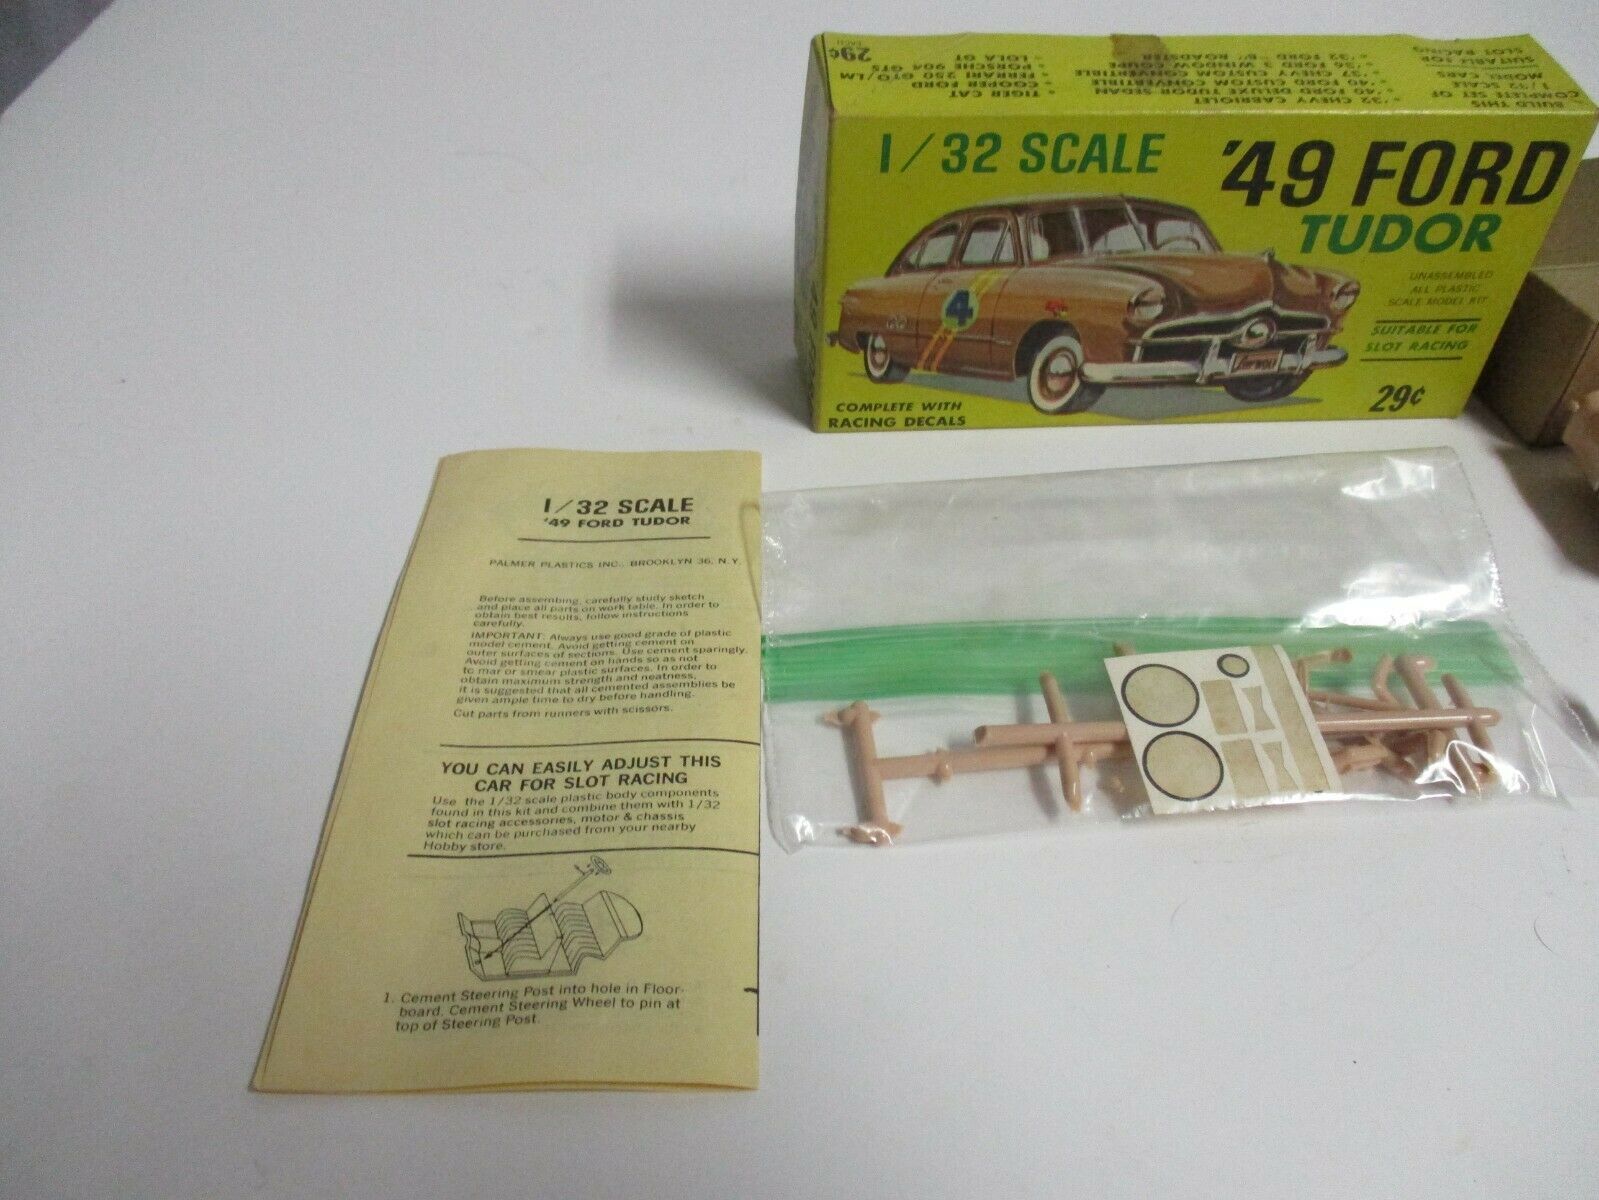 29¢
EACH
BUILD THIS
COMPLETE SET OF
1/32 SCALE
MODEL CARS
SUITABLE FOR
SLOT RACING
• '32 CHEVY CABRIOLET
• '40 FORD DELUXE TUDOR SEDAN
• '40 FORD CUSTOM CONVERTIBLE
• '37 CHEVY CUSTOM CONVERTIBLE
• '36 FORD 3 WINDOW COUPE
• '32 FORD "B" ROADSTER
• TIGER CAT
• COOPER FORD
• FERRARI 250 GTO/LM
• PORSCHE 904 GTS
• LOLA GT
1/32 SCALE
'49 FORD
TUDOR
UNASSEMBLED
ALL PLASTIC
SCALE MODEL KIT
SUITABLE FOR
SLOT RACING
29¢
4
COMPLETE WITH
RACING DECALS
1/32 SCALE
'49 FORD TUDOR
PALMER PLASTICS INC., BROOKLYN 36, N.Y.
Before assembing, carefully study sketch
and place all parts on work table. In order to
obtain best results, follow instructions
carefully.
IMPORTANT: Always use good grade of plastic
model cement. Avoid getting cement on
outer surfaces of sections. Use cement sparingly.
Avoid getting cement on hands so as not
to mar or smear plastic surfaces. In order to
obtain maximum strength and neatness,
it is suggested that all cemented assemblies be
given ample time to dry before handling.
Cut parts from runners with scissors.
YOU CAN EASILY ADJUST THIS
CAR FOR SLOT RACING
Use the 1/32 scale plastic body components
found in this kit and combine them with 1/32
slot racing accessories, motor & chassis
which can be purchased from your nearby
Hobby store.
1. Cement Steering Post into hole in Floor-
board. Cement Steering Wheel to pin at
top of Steering Post.